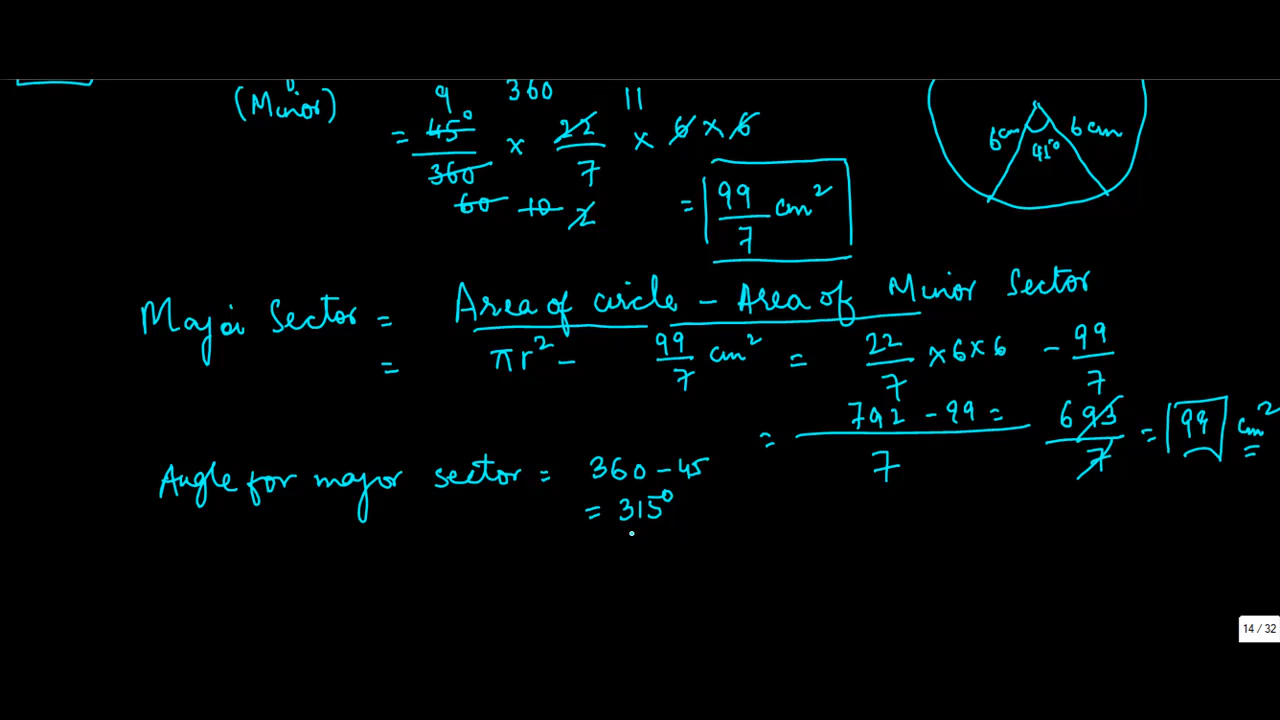 9 360 11
(Minor)
= 45°/360 × 22/7 × 6 × 6
60 10 2
= 99/7 cm²
6cm 45° 6cm
Major Sector = Area of circle - Area of Minor Sector
= πr² - 99/7 cm² = 22/7 × 6 × 6 - 99/7
= 792 - 99/7 = 693/7 = 99 cm²
Angle for major sector = 360 - 45
= 315°
14 / 32